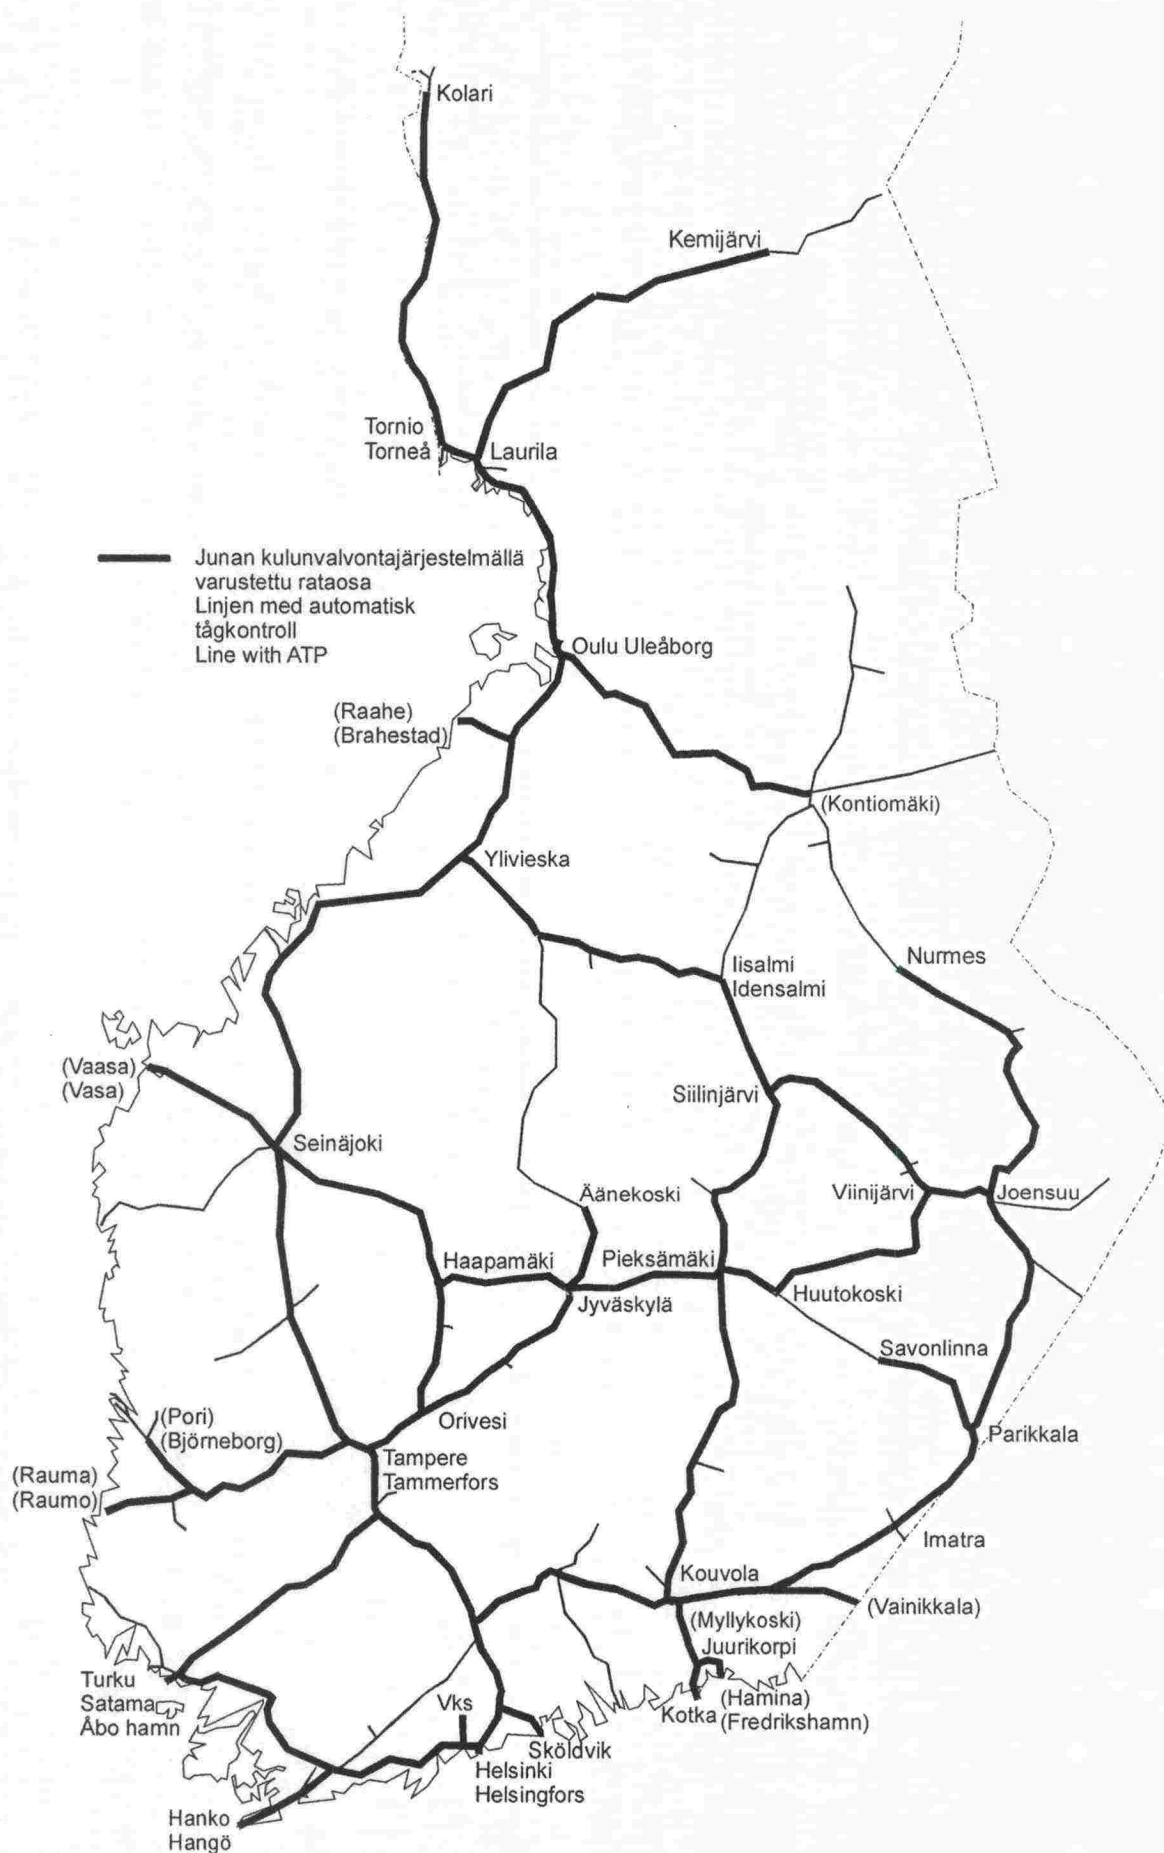 Kolari
Kemijärvi
Tornio
Torneå
Laurila
Junan kulunvalvontajärjestelmällä
varustettu rataosa
Linjen med automatisk
tågkontroll
Line with ATP
Oulu Uleåborg
(Raahe)
(Brahestad)
(Kontiomäki)
Ylivieska
Iisalmi
Idensalmi
Nurmes
(Vaasa)
(Vasa)
Siilinjärvi
Seinäjoki
Äänekoski
Viinijärvi
Joensuu
Haapamäki
Pieksämäki
Jyväskylä
Huutokoski
Savonlinna
(Pori)
(Björneborg)
Orivesi
Parikkala
Tampere
Tammerfors
(Rauma)
(Raumo)
Imatra
Kouvola
(Vainikkala)
(Myllykoski)
Juurikorpi
Turku
Satama
Åbo hamn
Vks
Kotka
(Hamina)
(Fredrikshamn)
Sköldvik
Helsinki
Helsingfors
Hanko
Hangö